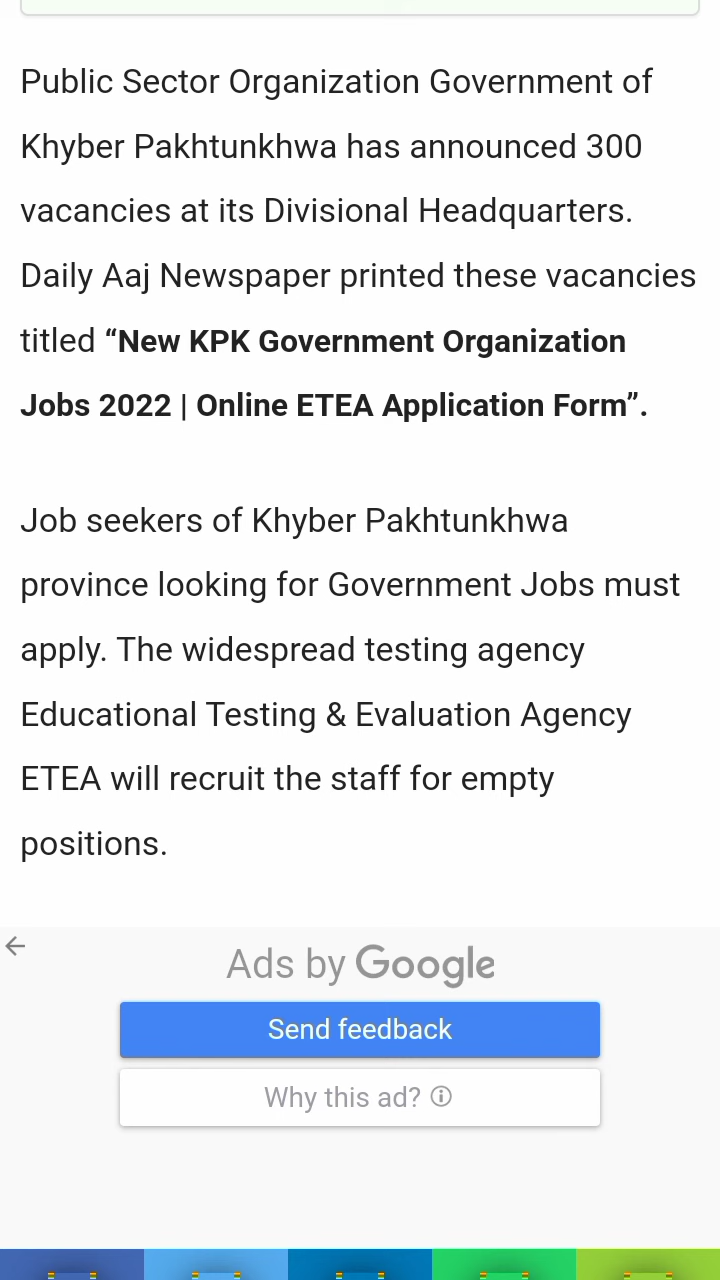 Public Sector Organization Government of
Khyber Pakhtunkhwa has announced 300
vacancies at its Divisional Headquarters.
Daily Aaj Newspaper printed these vacancies
titled “New KPK Government Organization
Jobs 2022 | Online ETEA Application Form”.
Job seekers of Khyber Pakhtunkhwa
province looking for Government Jobs must
apply. The widespread testing agency
Educational Testing & Evaluation Agency
ETEA will recruit the staff for empty
positions.
Ads by Google
Send feedback
Why this ad?